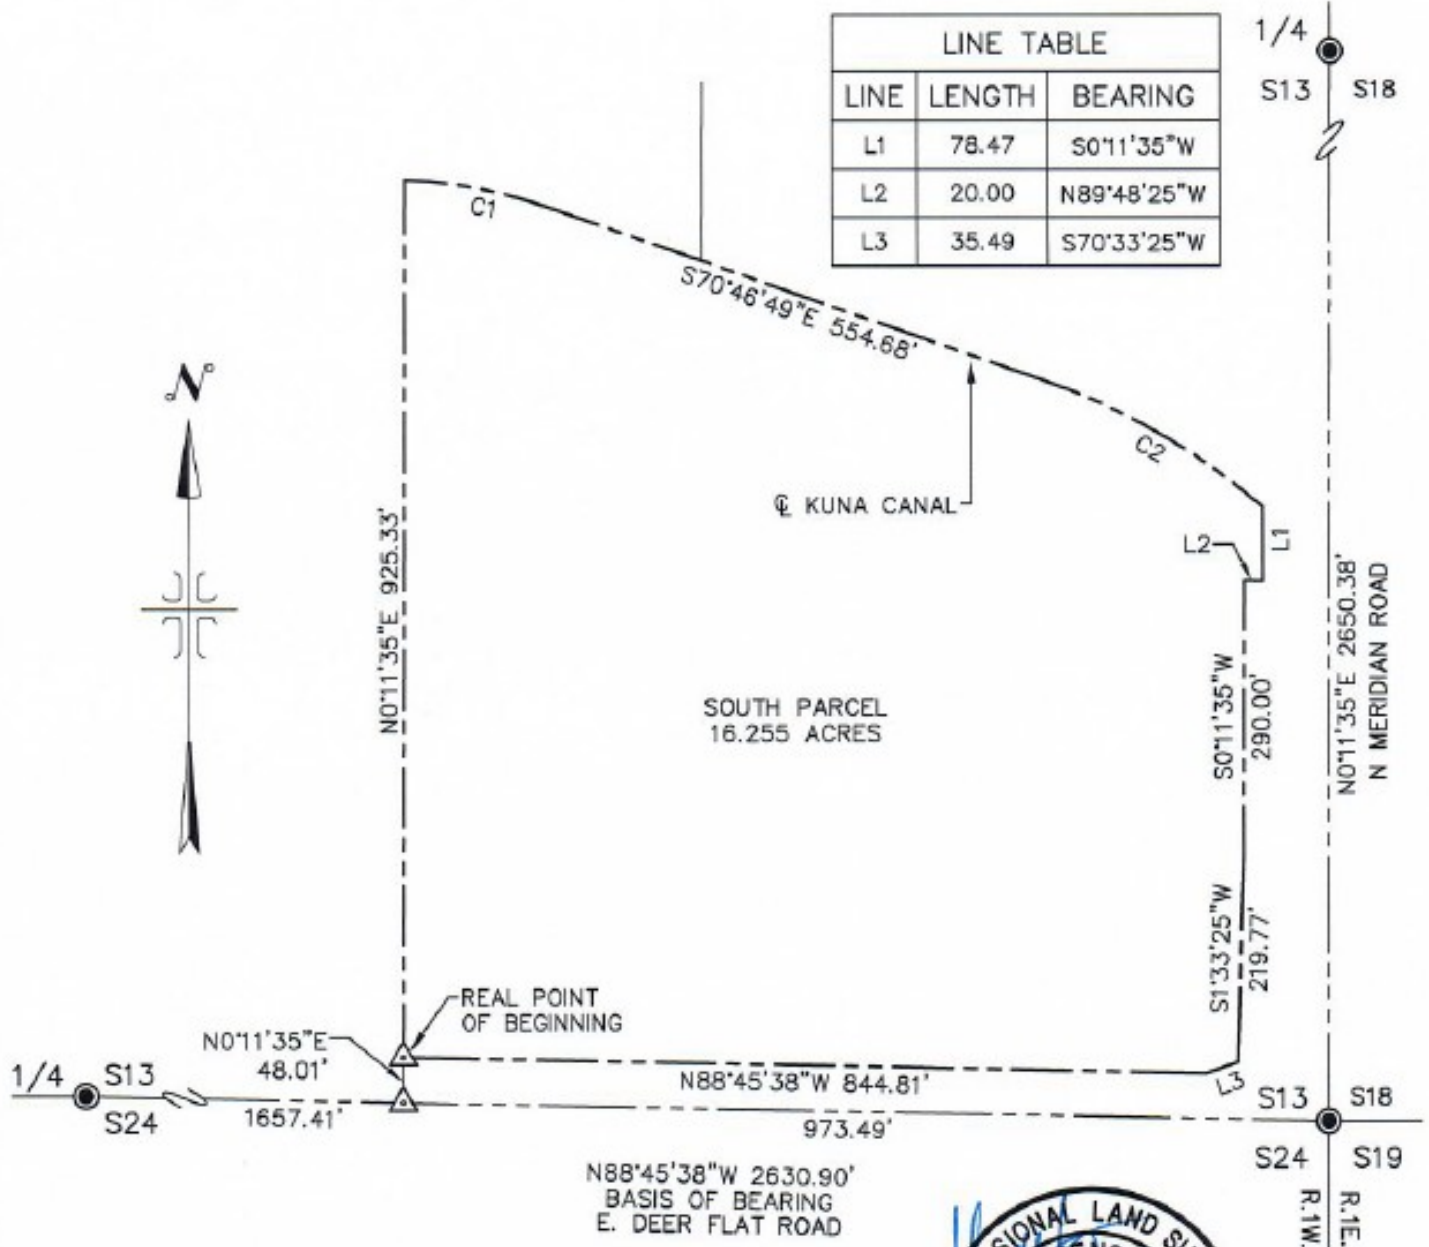 LINE TABLE
LINE LENGTH BEARING
L1 78.47 S0°11'35"W
L2 20.00 N89°48'25"W
L3 35.49 S70°33'25"W
1/4
S13 S18
C1
S70°46'49"E 554.68'
C2
N
℄ KUNA CANAL
L2
L1
N0°11'35"E 925.33'
SOUTH PARCEL
16.255 ACRES
S0°11'35"W
290.00'
N0°11'35"E 2650.38'
N MERIDIAN ROAD
S1°33'25"W
219.77'
REAL POINT
OF BEGINNING
N0°11'35"E
48.01'
1/4 S13
S24
1657.41'
N88°45'38"W 844.81'
L3
973.49'
S13 S18
S24 S19
N88°45'38"W 2630.90'
BASIS OF BEARING
E. DEER FLAT ROAD
R.1W.
R.1E.
LAND